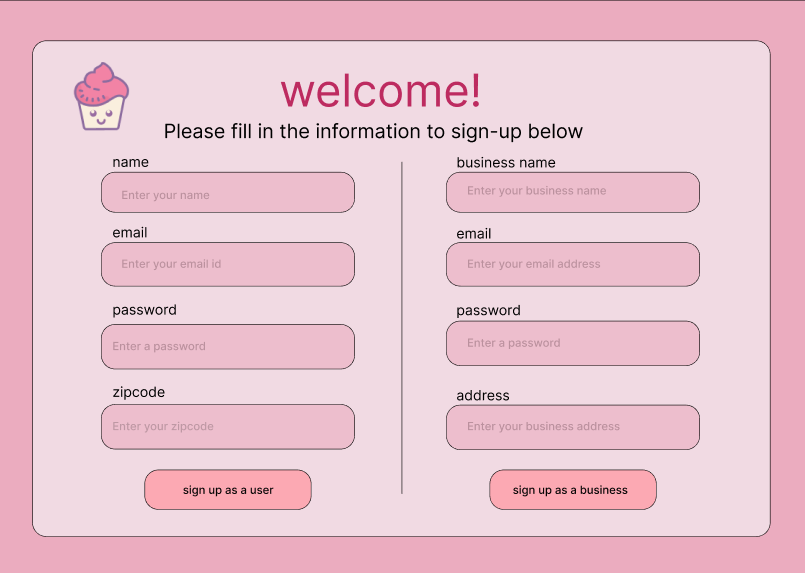 welcome!
Please fill in the information to sign-up below
name
Enter your name
email
Enter your email id
password
Enter a password
zipcode
Enter your zipcode
sign up as a user
business name
Enter your business name
email
Enter your email address
password
Enter a password
address
Enter your business address
sign up as a business